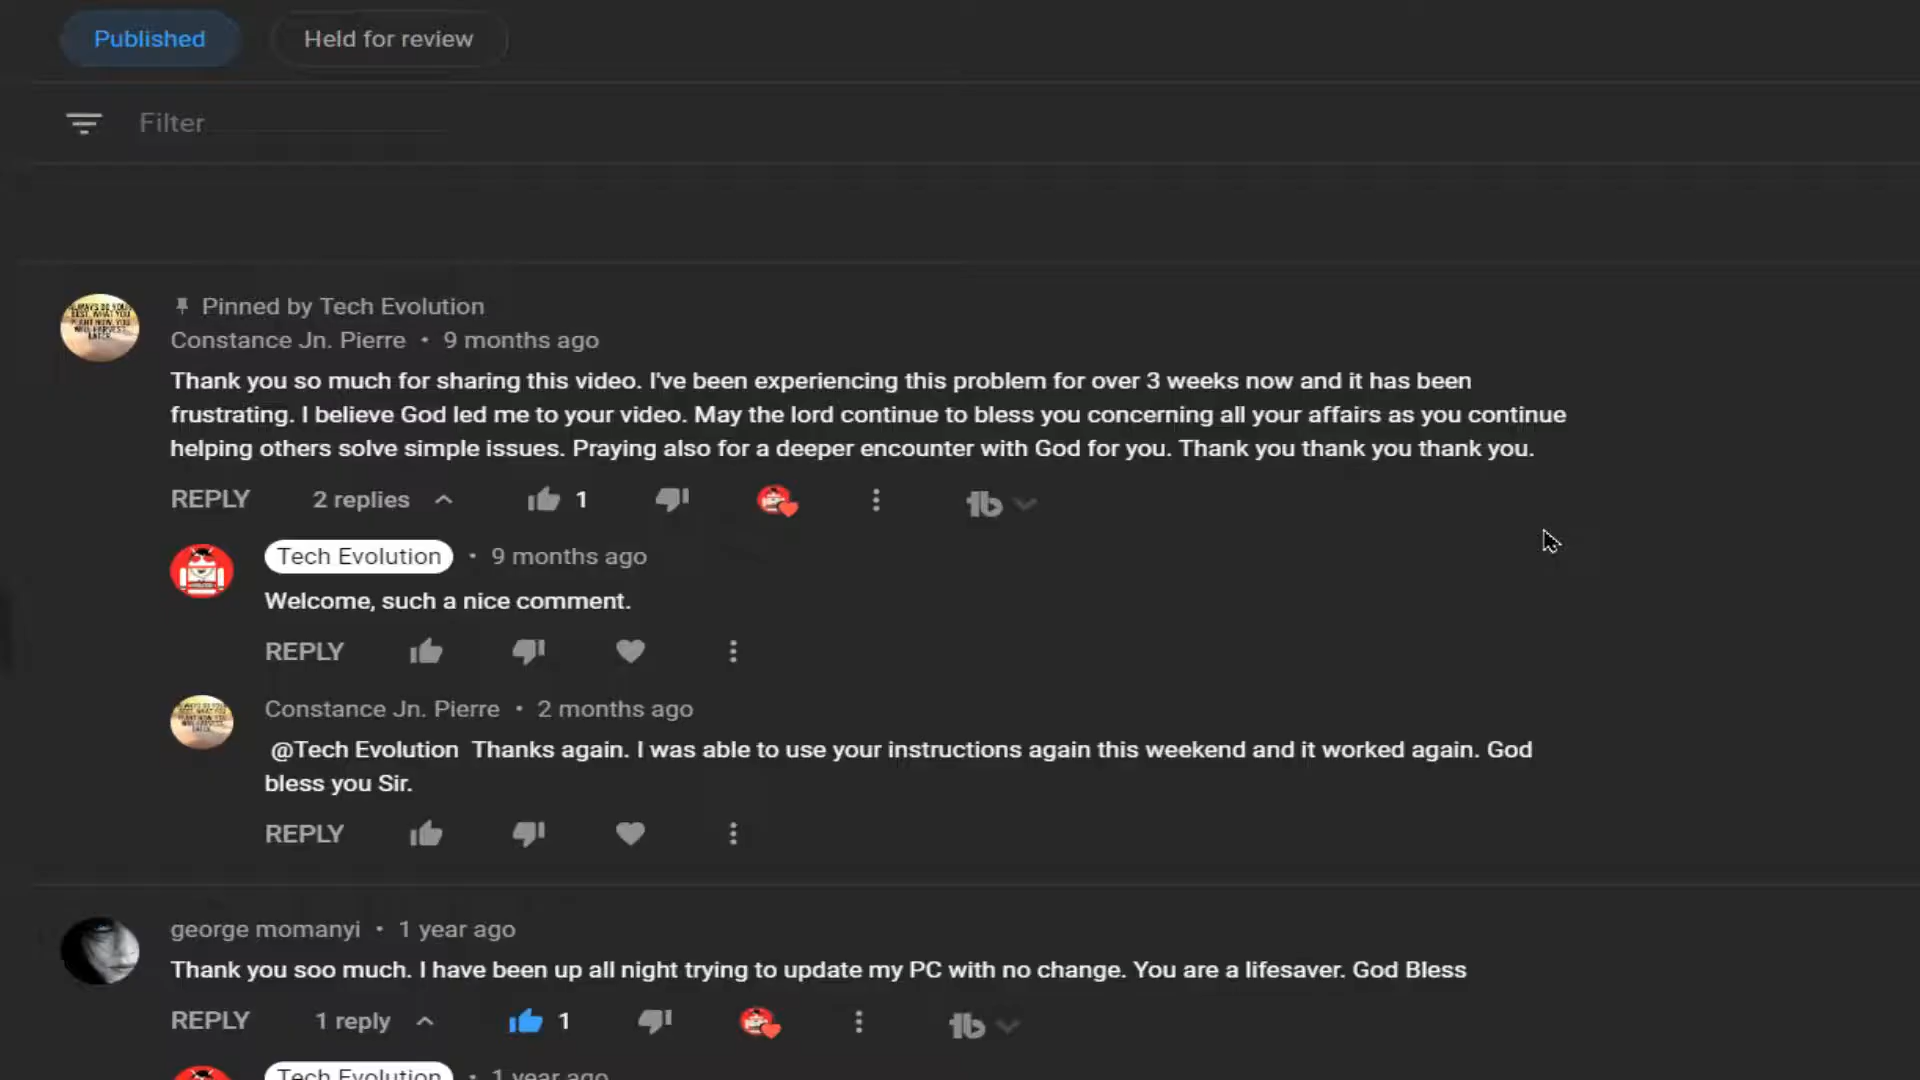 Published
Held for review
Filter
Pinned by Tech Evolution
Constance Jn. Pierre • 9 months ago
Thank you so much for sharing this video. I've been experiencing this problem for over 3 weeks now and it has been
frustrating. I believe God led me to your video. May the lord continue to bless you concerning all your affairs as you continue
helping others solve simple issues. Praying also for a deeper encounter with God for you. Thank you thank you thank you.
REPLY 2 replies 1
Tech Evolution • 9 months ago
Welcome, such a nice comment.
REPLY
Constance Jn. Pierre • 2 months ago
@Tech Evolution Thanks again. I was able to use your instructions again this weekend and it worked again. God
bless you Sir.
REPLY
george momanyi • 1 year ago
Thank you soo much. I have been up all night trying to update my PC with no change. You are a lifesaver. God Bless
REPLY 1 reply 1
Tech Evolution • 1 year ago